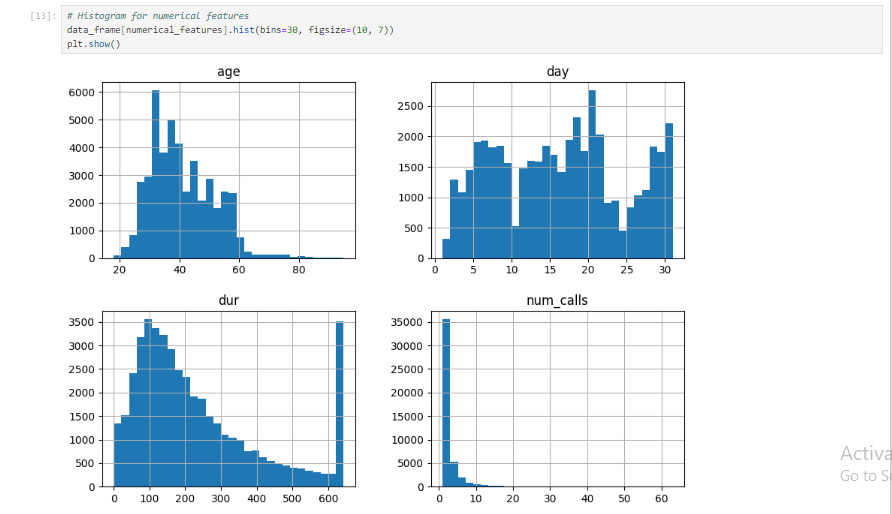 [13]: # Histogram for numerical features
data_frame[numerical_features].hist(bins=30, figsize=(10, 7))
plt.show()
age
day
6000
5000
4000
3000
2000
1000
0
20 40 60 80
2500
2000
1500
1000
500
0
0 5 10 15 20 25 30
dur
num_calls
3500
3000
2500
2000
1500
1000
500
0
0 100 200 300 400 500 600
35000
30000
25000
20000
15000
10000
5000
0
0 10 20 30 40 50 60
Activa
Go to S